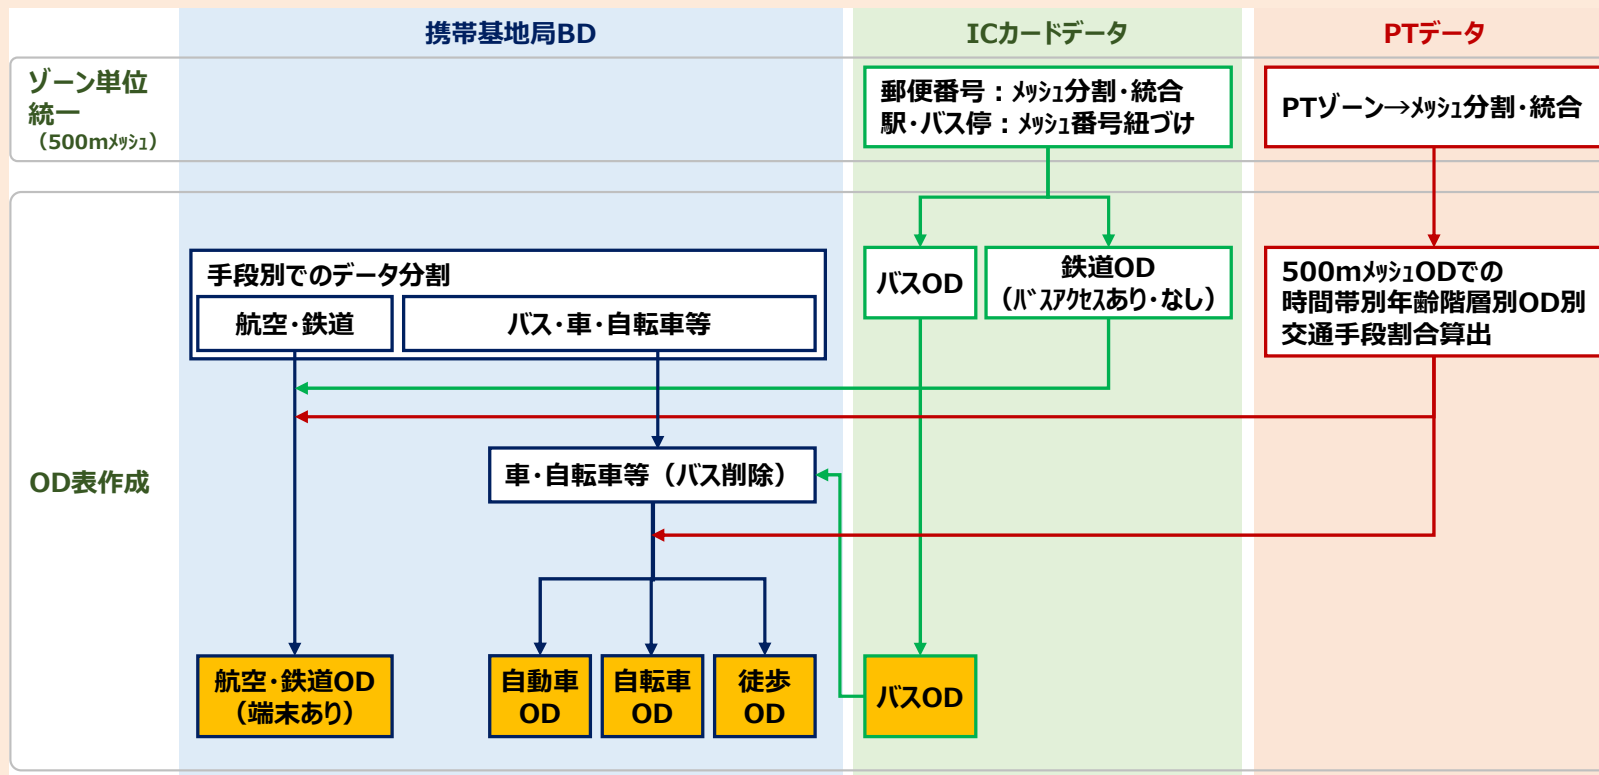 携帯基地局BD
ICカードデータ
PTデータ
ゾーン単位
統一
（500mﾒｯｼｭ）
郵便番号：ﾒｯｼｭ分割・統合
駅・バス停：ﾒｯｼｭ番号紐づけ
PTゾーン→ﾒｯｼｭ分割・統合
OD表作成
手段別でのデータ分割
航空・鉄道
バス・車・自転車等
バスOD
鉄道OD
（ﾊﾞｽｱｸｾｽあり・なし）
500mﾒｯｼｭODでの
時間帯別年齢階層別OD別
交通手段割合算出
車・自転車等（バス削除）
航空・鉄道OD
（端末あり）
自動車
OD
自転車
OD
徒歩
OD
バスOD